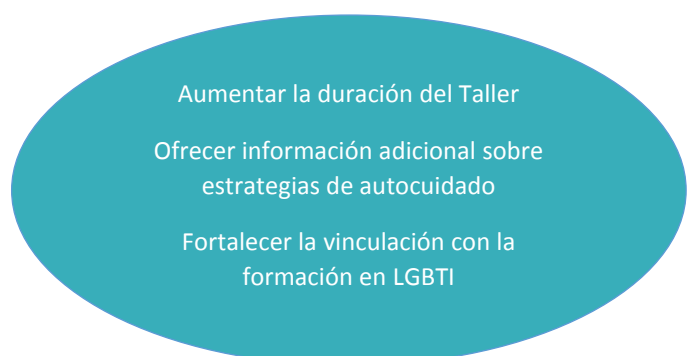 Aumentar la duración del Taller
Ofrecer información adicional sobre
estrategias de autocuidado
Fortalecer la vinculación con la
formación en LGBTI